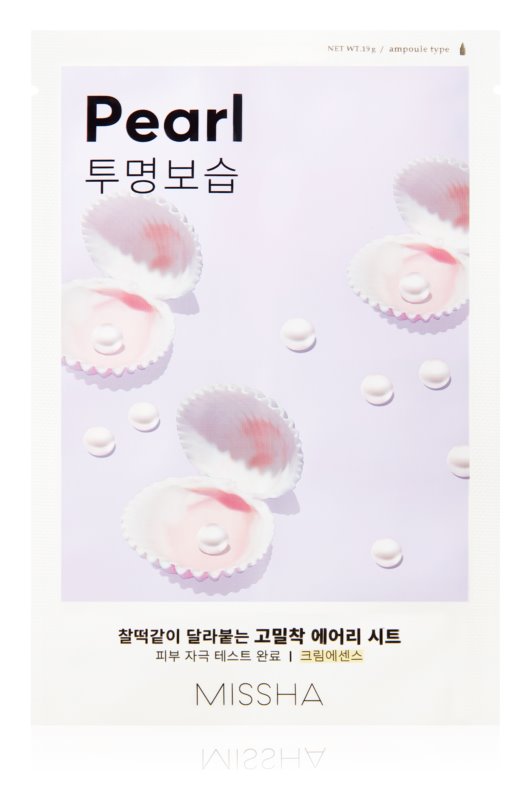 NET WT.19g / ampoule type
Pearl
투명보습
찰떡같이 달라붙는 고밀착 에어리 시트
피부 자극 테스트 완료 | 크림에센스
MISSHA